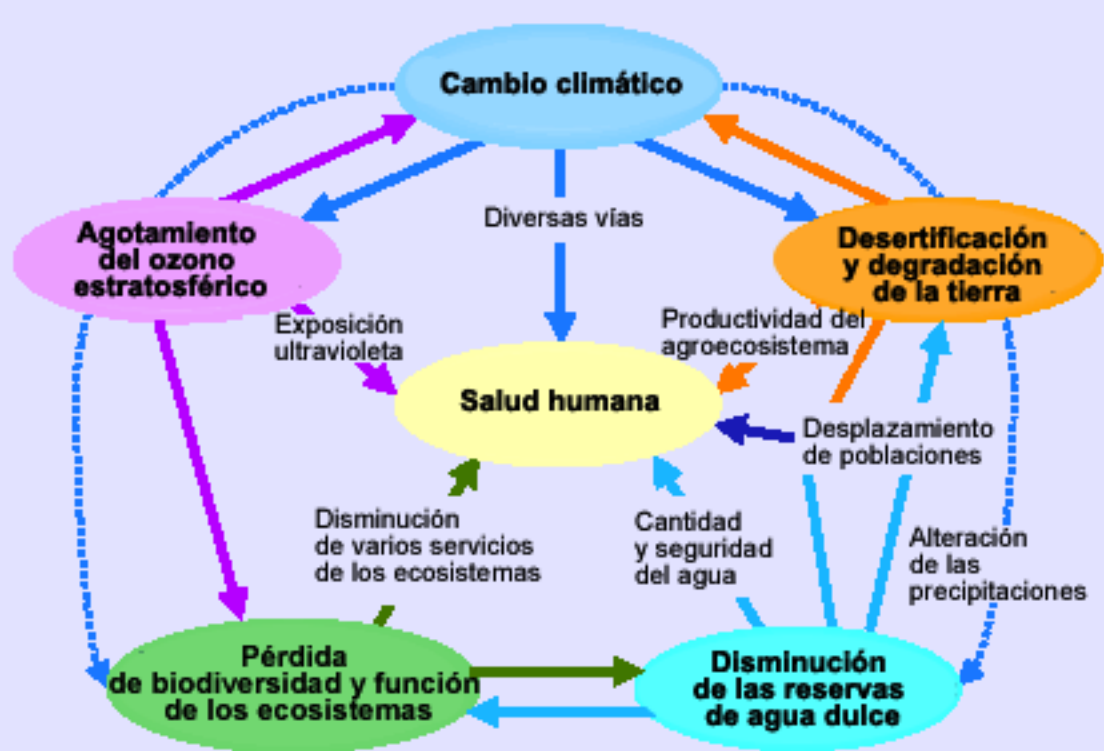 Cambio climático
Diversas vías
Agotamiento
del ozono
estratosférico
Desertificación
y degradación
de la tierra
Exposición
ultravioleta
Productividad del
agroecosistema
Salud humana
Desplazamiento
de poblaciones
Disminución
de varios servicios
de los ecosistemas
Cantidad
y seguridad
del agua
Alteración
de las
precipitaciones
Pérdida
de biodiversidad y función
de los ecosistemas
Disminución
de las reservas
de agua dulce